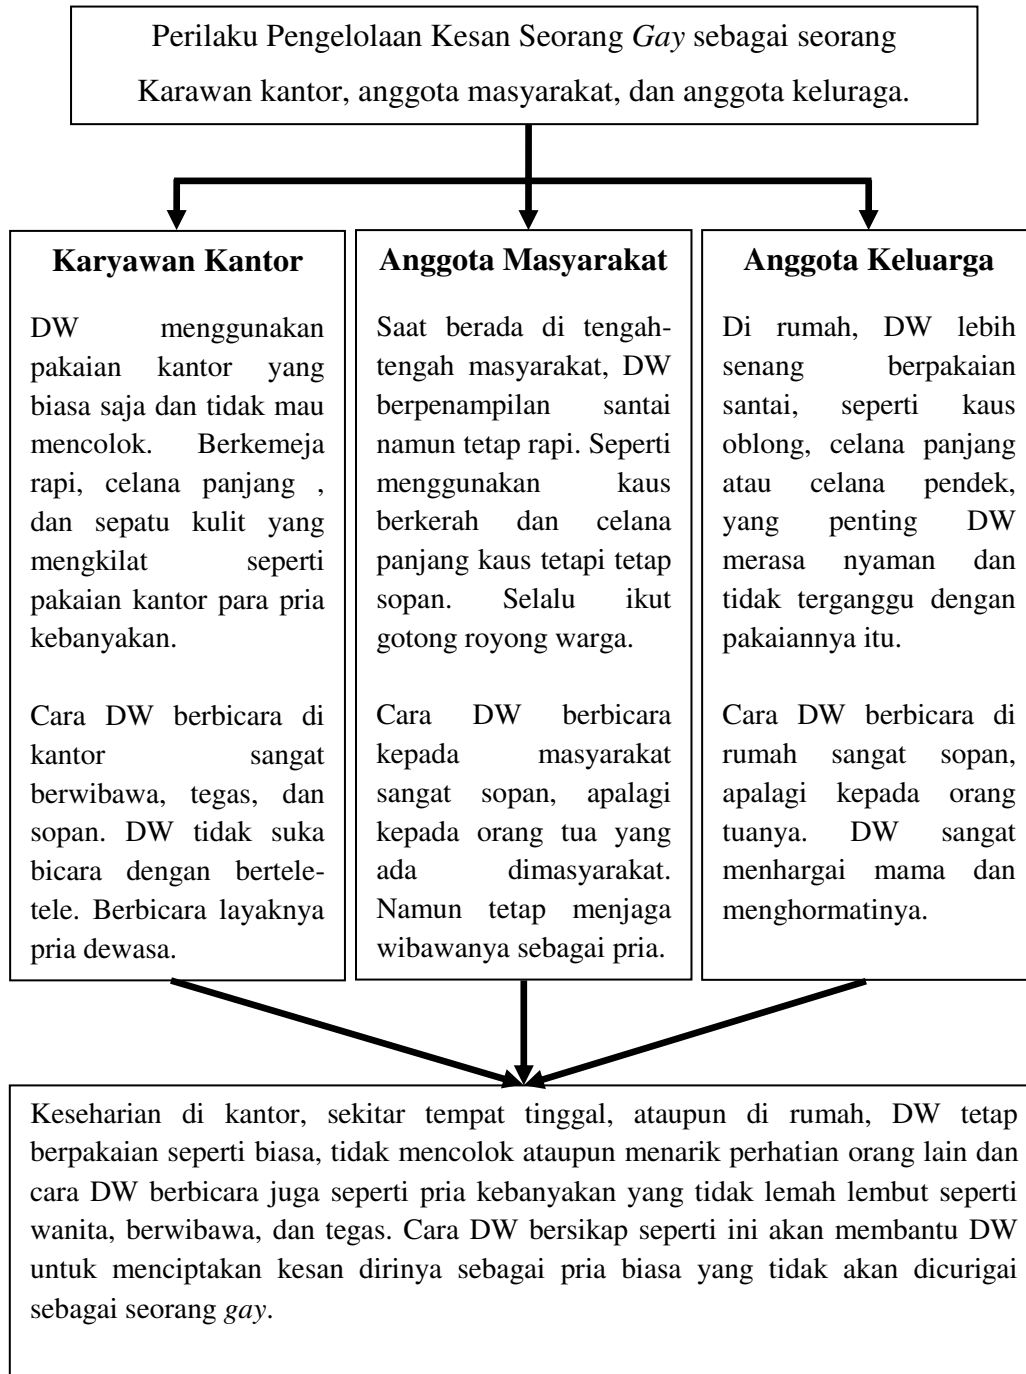 Perilaku Pengelolaan Kesan Seorang Gay sebagai seorang
Karawan kantor, anggota masyarakat, dan anggota keluraga.
Karyawan Kantor
DW menggunakan
pakaian kantor yang
biasa saja dan tidak mau
mencolok. Berkemeja
rapi, celana panjang ,
dan sepatu kulit yang
mengkilat seperti
pakaian kantor para pria
kebanyakan.
Cara DW berbicara di
kantor sangat
berwibawa, tegas, dan
sopan. DW tidak suka
bicara dengan bertele-
tele. Berbicara layaknya
pria dewasa.
Anggota Masyarakat
Saat berada di tengah-
tengah masyarakat, DW
berpenampilan santai
namun tetap rapi. Seperti
menggunakan kaus
berkerah dan celana
panjang kaus tetapi tetap
sopan. Selalu ikut
gotong royong warga.
Cara DW berbicara
kepada masyarakat
sangat sopan, apalagi
kepada orang tua yang
ada dimasyarakat.
Namun tetap menjaga
wibawanya sebagai pria.
Anggota Keluarga
Di rumah, DW lebih
senang berpakaian
santai, seperti kaus
oblong, celana panjang
atau celana pendek,
yang penting DW
merasa nyaman dan
tidak terganggu dengan
pakaiannya itu.
Cara DW berbicara di
rumah sangat sopan,
apalagi kepada orang
tuanya. DW sangat
menhargai mama dan
menghormatinya.
Keseharian di kantor, sekitar tempat tinggal, ataupun di rumah, DW tetap
berpakaian seperti biasa, tidak mencolok ataupun menarik perhatian orang lain dan
cara DW berbicara juga seperti pria kebanyakan yang tidak lemah lembut seperti
wanita, berwibawa, dan tegas. Cara DW bersikap seperti ini akan membantu DW
untuk menciptakan kesan dirinya sebagai pria biasa yang tidak akan dicurigai
sebagai seorang gay.